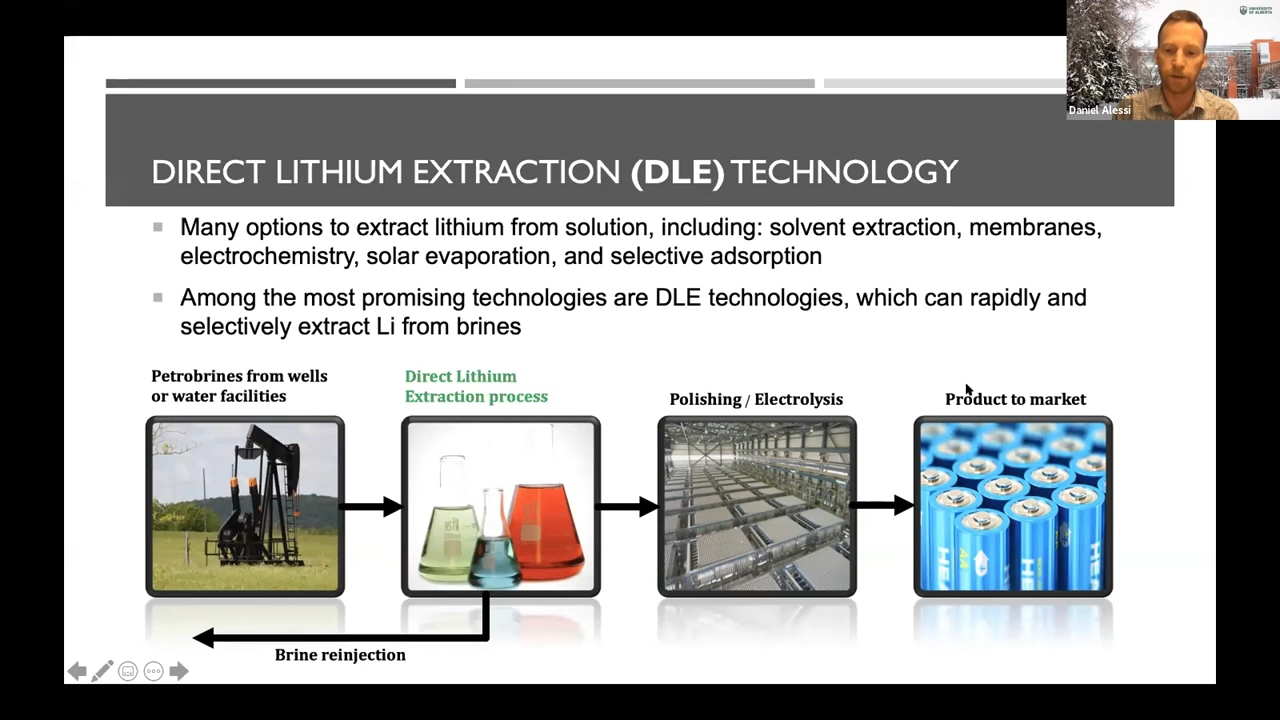 UNIVERSITY
OF ALBERTA
Daniel Alessi
DIRECT LITHIUM EXTRACTION (DLE) TECHNOLOGY
Many options to extract lithium from solution, including: solvent extraction, membranes,
electrochemistry, solar evaporation, and selective adsorption
Among the most promising technologies are DLE technologies, which can rapidly and
selectively extract Li from brines
Petrobrines from wells
or water facilities
Direct Lithium
Extraction process
Polishing / Electrolysis
Product to market
Brine reinjection